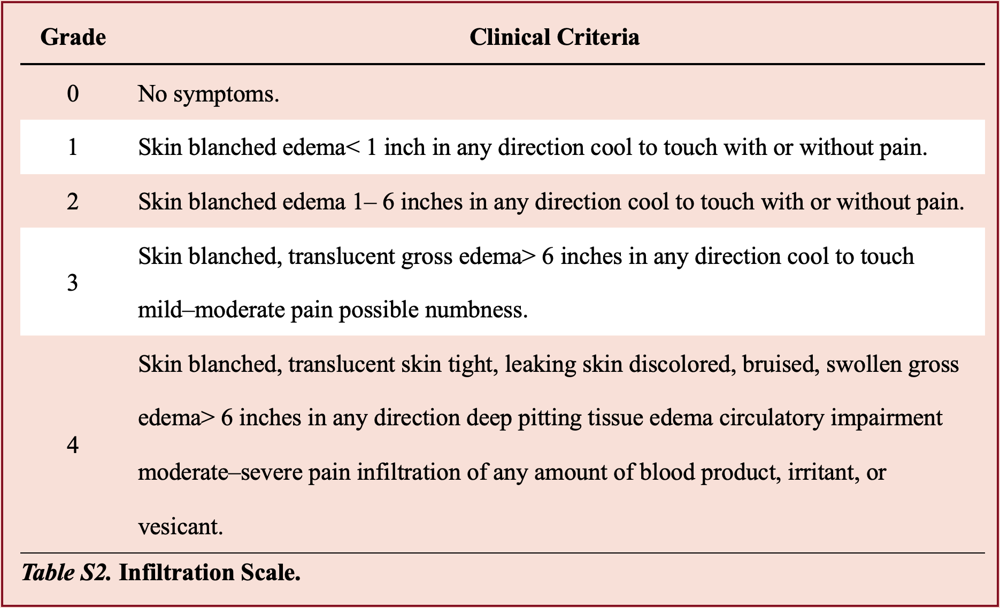 Grade Clinical Criteria
0 No symptoms.
1 Skin blanched edema< 1 inch in any direction cool to touch with or without pain.
2 Skin blanched edema 1– 6 inches in any direction cool to touch with or without pain.
3 Skin blanched, translucent gross edema> 6 inches in any direction cool to touch
mild–moderate pain possible numbness.
4 Skin blanched, translucent skin tight, leaking skin discolored, bruised, swollen gross
edema> 6 inches in any direction deep pitting tissue edema circulatory impairment
moderate–severe pain infiltration of any amount of blood product, irritant, or
vesicant.
Table S2. Infiltration Scale.